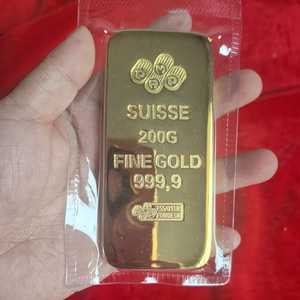 SUISSE
200G
FINE GOLD
999,9
ESSAYEUR
FONDEUR